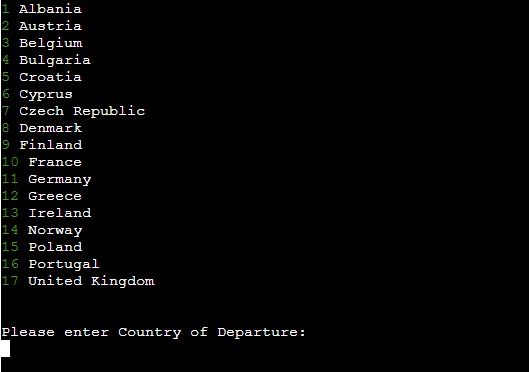 1 Albania
2 Austria
3 Belgium
4 Bulgaria
5 Croatia
6 Cyprus
7 Czech Republic
8 Denmark
9 Finland
10 France
11 Germany
12 Greece
13 Ireland
14 Norway
15 Poland
16 Portugal
17 United Kingdom
Please enter Country of Departure: